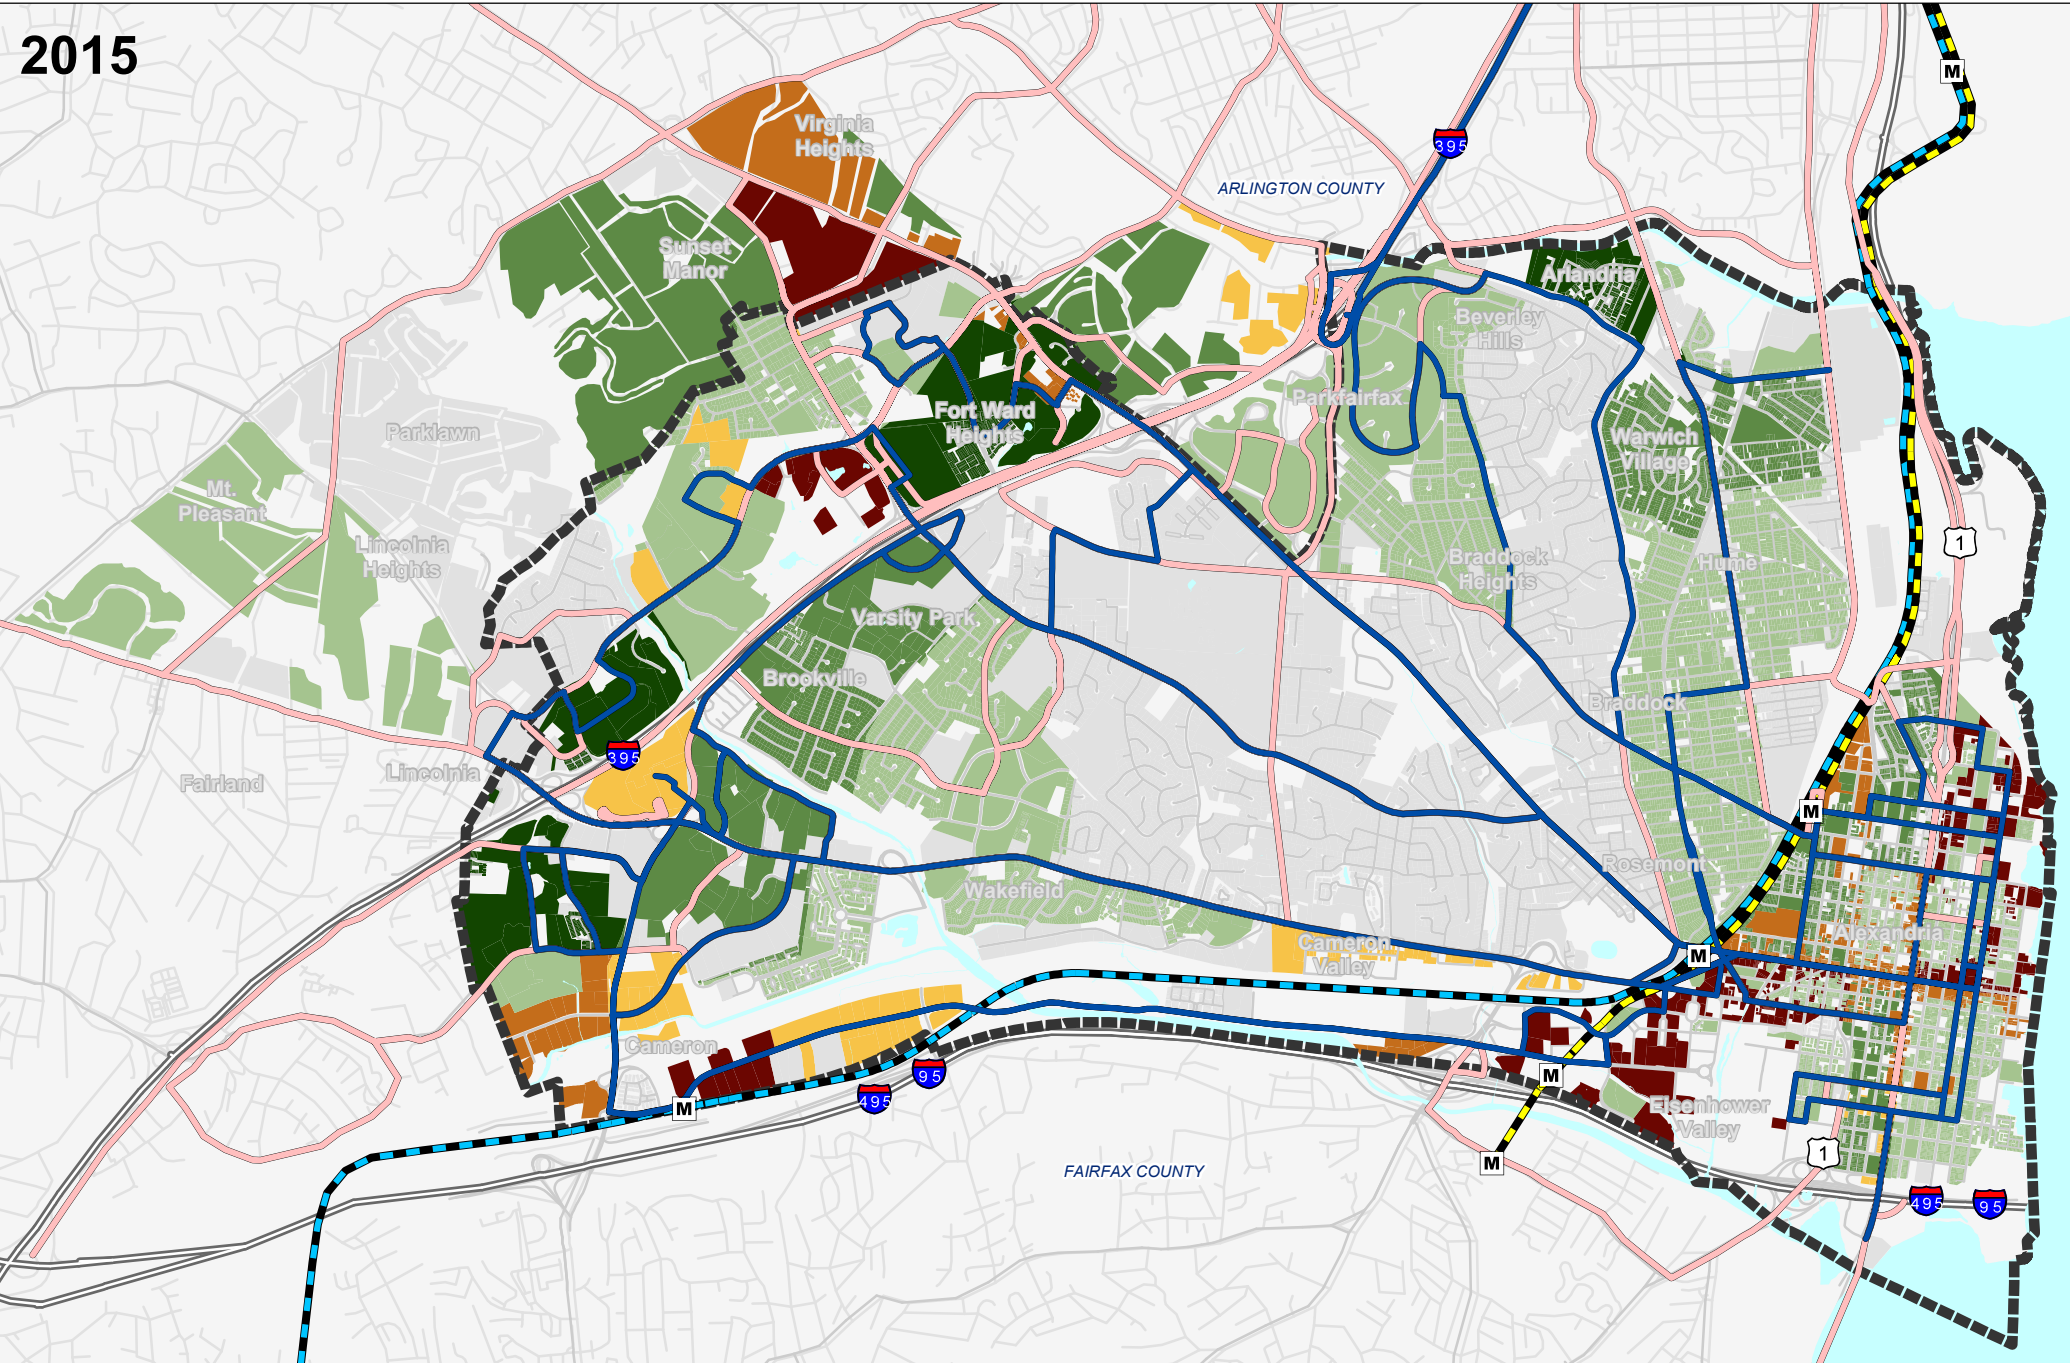 2015
M
Virginia
Heights
395
ARLINGTON COUNTY
Sunset
Manor
Arlandria
Beverley
Hills
Parkfairfax
Fort Ward
Heights
Parklawn
Warwich
Village
Mt.
Pleasant
Lincolnia
Heights
1
Braddock
Heights
Hume
Varsity Park
Brookville
Braddock
395
Lincolnia
Fairland
M
Rosemont
Wakefield
Alexandria
Cameron
Valley
M
Cameron
95
M
495
M
Eisenhower
Valley
1
M
FAIRFAX COUNTY
495
95